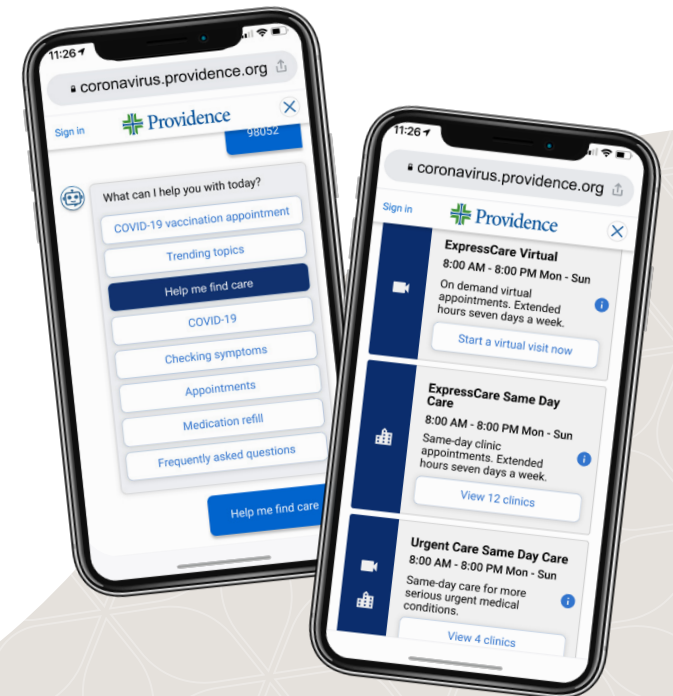 11:26
coronavirus.providence.org
Sign in
Providence
98052
What can I help you with today?
COVID-19 vaccination appointment
Trending topics
Help me find care
COVID-19
Checking symptoms
Appointments
Medication refill
Frequently asked questions
Help me find care
11:26
coronavirus.providence.org
Sign in
Providence
ExpressCare Virtual
8:00 AM - 8:00 PM Mon - Sun
On demand virtual
appointments. Extended
hours seven days a week.
Start a virtual visit now
ExpressCare Same Day
Care
8:00 AM - 8:00 PM Mon - Sun
Same-day clinic
appointments. Extended
hours seven days a week.
View 12 clinics
Urgent Care Same Day Care
8:00 AM - 8:00 PM Mon - Sun
Same-day care for more
serious urgent medical
conditions.
View 4 clinics